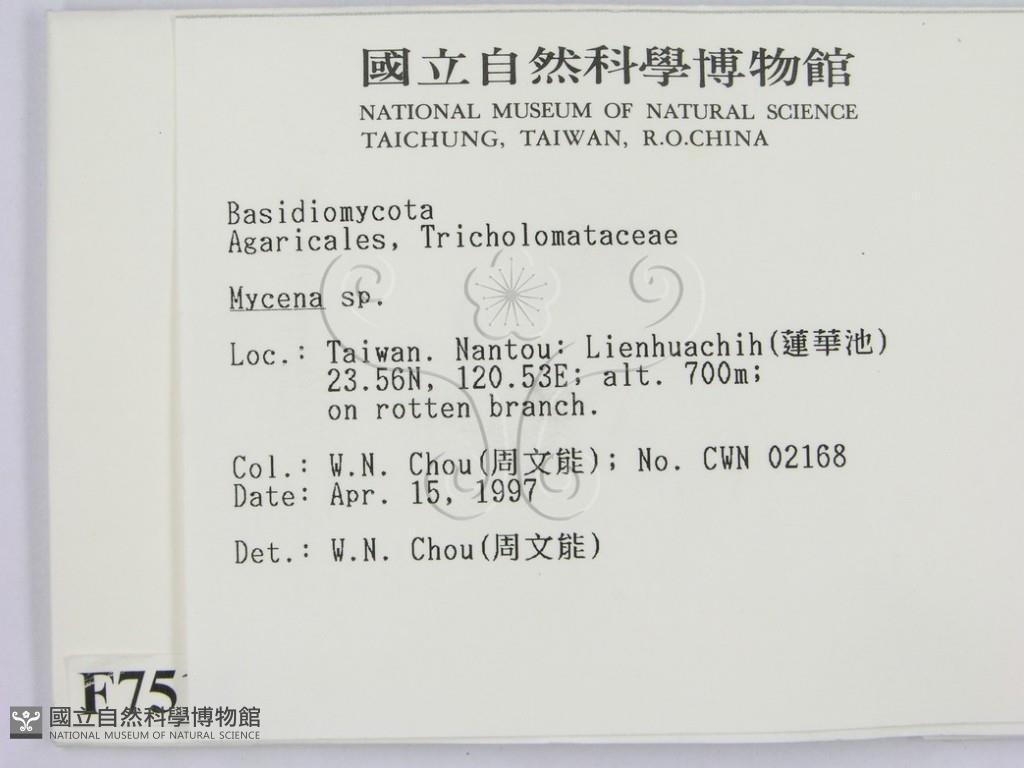 國立自然科學博物館
NATIONAL MUSEUM OF NATURAL SCIENCE
TAICHUNG, TAIWAN, R.O.CHINA
Basidiomycota
Agaricales, Tricholomataceae
Mycena sp.
Loc.: Taiwan. Nantou: Lienhuachih(蓮華池)
23.56N, 120.53E; alt. 700m;
on rotten branch.
Col.: W.N. Chou(周文能); No. CWN 02168
Date: Apr. 15, 1997
Det.: W.N. Chou(周文能)
F75
國立自然科學博物館
NATIONAL MUSEUM OF NATURAL SCIENCE